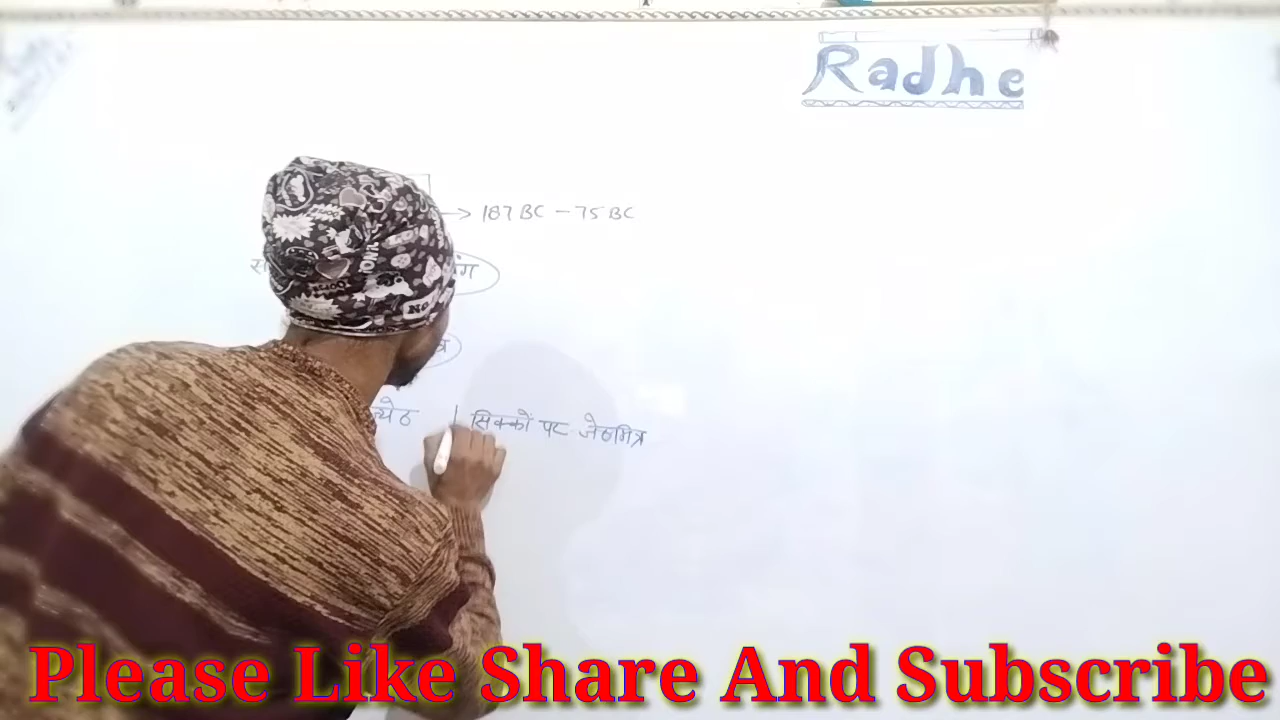 Radhe
→ 187 BC - 75 BC
सिक्कों पर जेठमित्र
Please Like Share And Subscribe